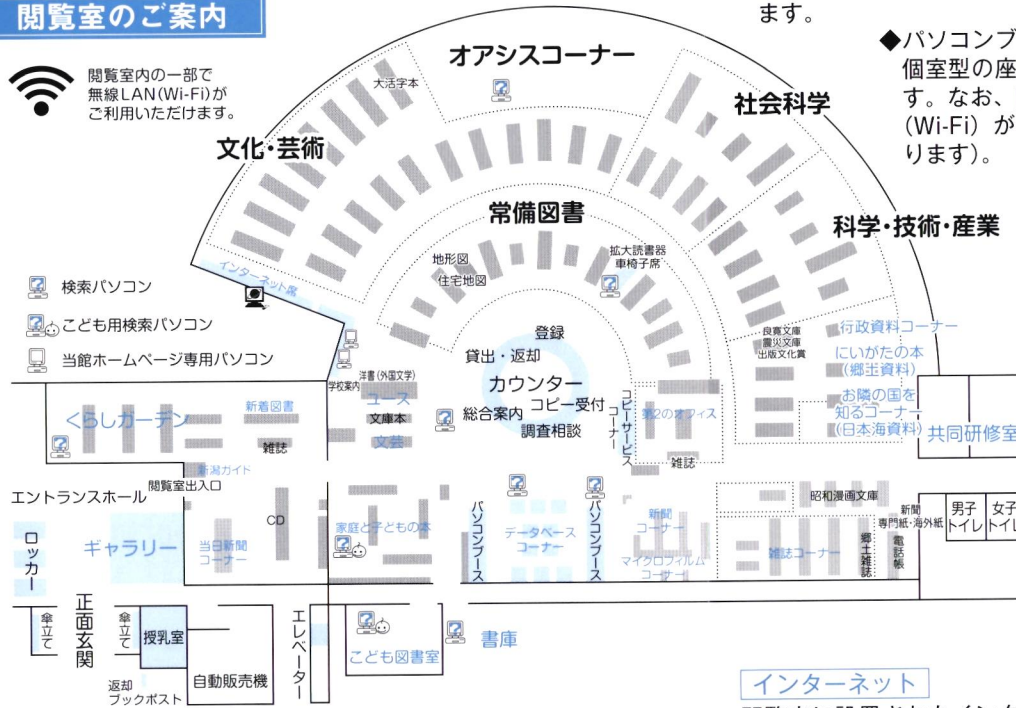 閲覧室のご案内
閲覧室内の一部で
無線LAN(Wi-Fi)が
ご利用いただけます。
ます。
◆パソコンブ
個室型の座
す。なお、
(Wi-Fi) が
ります)。
オアシスコーナー
大活字本
社会科学
文化・芸術
常備図書
科学・技術・産業
地形図
住宅地図
拡大読書器
車椅子席
インターネット席
検索パソコン
こども用検索パソコン
当館ホームページ専用パソコン
登録
貸出・返却
カウンター
総合案内
コピー受付
調査相談
コピーサービス
コーナー
良寛文庫
震災文庫
出版文化賞
行政資料コーナー
にいがたの本
(郷土資料)
お隣の国を
知るコーナー
(日本海資料)
共同研修室
学校案内
洋書(外国文学)
ユース
文庫本
文芸
第2のオフィス
雑誌
くらしガーデン
新着図書
雑誌
新潟ガイド
閲覧室出入口
エントランスホール
ロッカー
ギャラリー
当日新聞
コーナー
CD
家庭と子どもの本
パソコンブース
データベース
コーナー
パソコンブース
新聞
コーナー
マイクロフィルム
コーナー
昭和漫画文庫
雑誌コーナー
郷土雑誌
新聞
専門紙・海外紙
電話帳
男子
トイレ
女子
トイレ
傘立て
正面玄関
傘立て
授乳室
返却
ブックポスト
自動販売機
エレベーター
こども図書室
書庫
インターネット